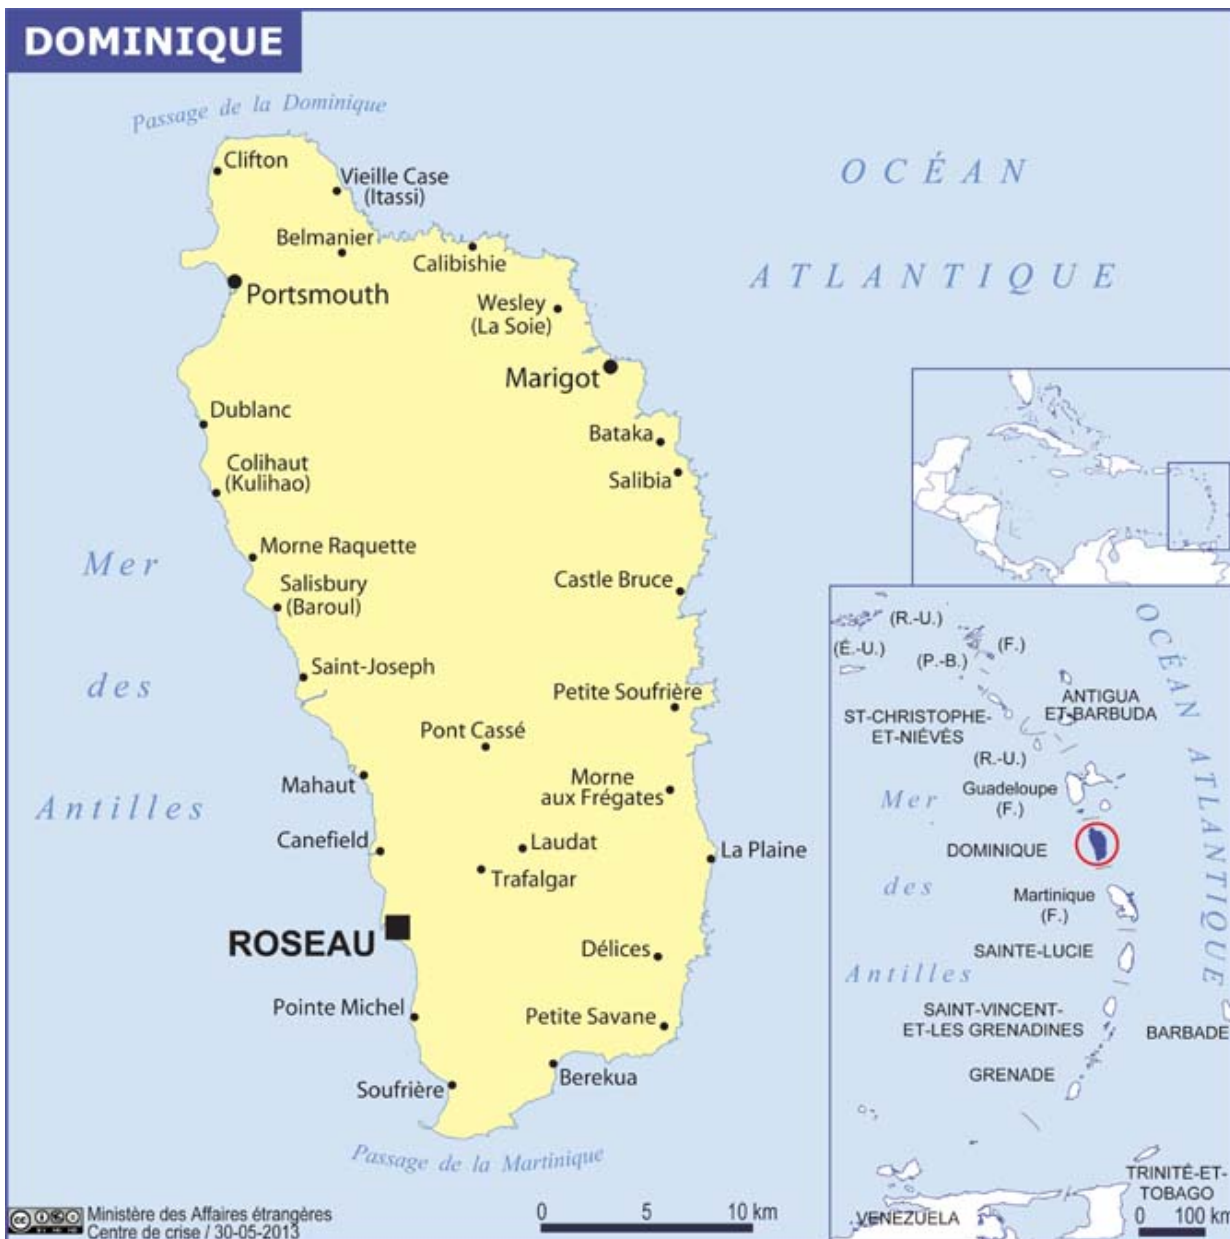 DOMINIQUE
Passage de la Dominique
Clifton
Vieille Case
(Itassi)
Belmanier
Calibishie
Portsmouth
Wesley
(La Soie)
Marigot
Dublanc
Bataka
Colihaut
(Kulihao)
Salibia
Morne Raquette
Salisbury
(Baroul)
Castle Bruce
Saint-Joseph
Petite Soufrière
Pont Cassé
Mahaut
Morne
aux Frégates
Canefield
Laudat
La Plaine
Trafalgar
ROSEAU
Délices
Pointe Michel
Petite Savane
Soufrière
Berekua
Passage de la Martinique
Mer
des
Antilles
OCÉAN
ATLANTIQUE
(R.-U.)
(É.-U.)
(P.-B.)
(F.)
OCÉAN ATLANTIQUE
ANTIGUA
ET-BARBUDA
ST-CHRISTOPHE-
ET-NIÉVÈS
(R.-U.)
Mer
Guadeloupe
(F.)
DOMINIQUE
des
Martinique
(F.)
SAINTE-LUCIE
Antilles
SAINT-VINCENT-
ET-LES GRENADINES
BARBADE
GRENADE
TRINITÉ-ET-
TOBAGO
VENEZUELA
0 100 km
0 5 10 km
cc
Ministère des Affaires étrangères
Centre de crise / 30-05-2013